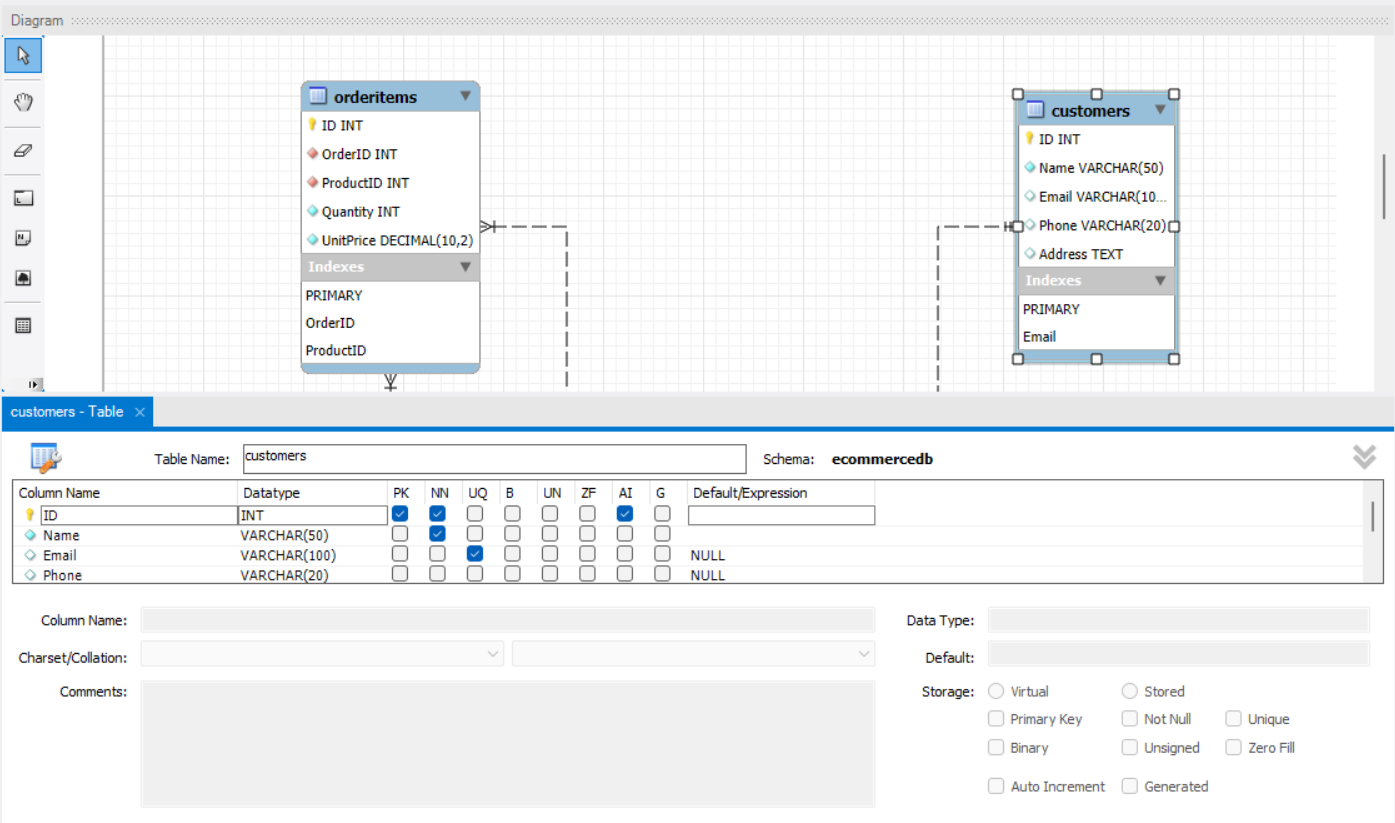 Diagram
orderitems
ID INT
OrderID INT
ProductID INT
Quantity INT
UnitPrice DECIMAL(10,2)
Indexes
PRIMARY
OrderID
ProductID
customers
ID INT
Name VARCHAR(50)
Email VARCHAR(10...
Phone VARCHAR(20)
Address TEXT
Indexes
PRIMARY
Email
customers - Table
Table Name: customers Schema: ecommercedb
Column Name Datatype PK NN UQ B UN ZF AI G Default/Expression
ID INT
Name VARCHAR(50)
Email VARCHAR(100) NULL
Phone VARCHAR(20) NULL
Column Name: Data Type:
Charset/Collation: Default:
Comments: Storage: Virtual Stored
Primary Key Not Null Unique
Binary Unsigned Zero Fill
Auto Increment Generated